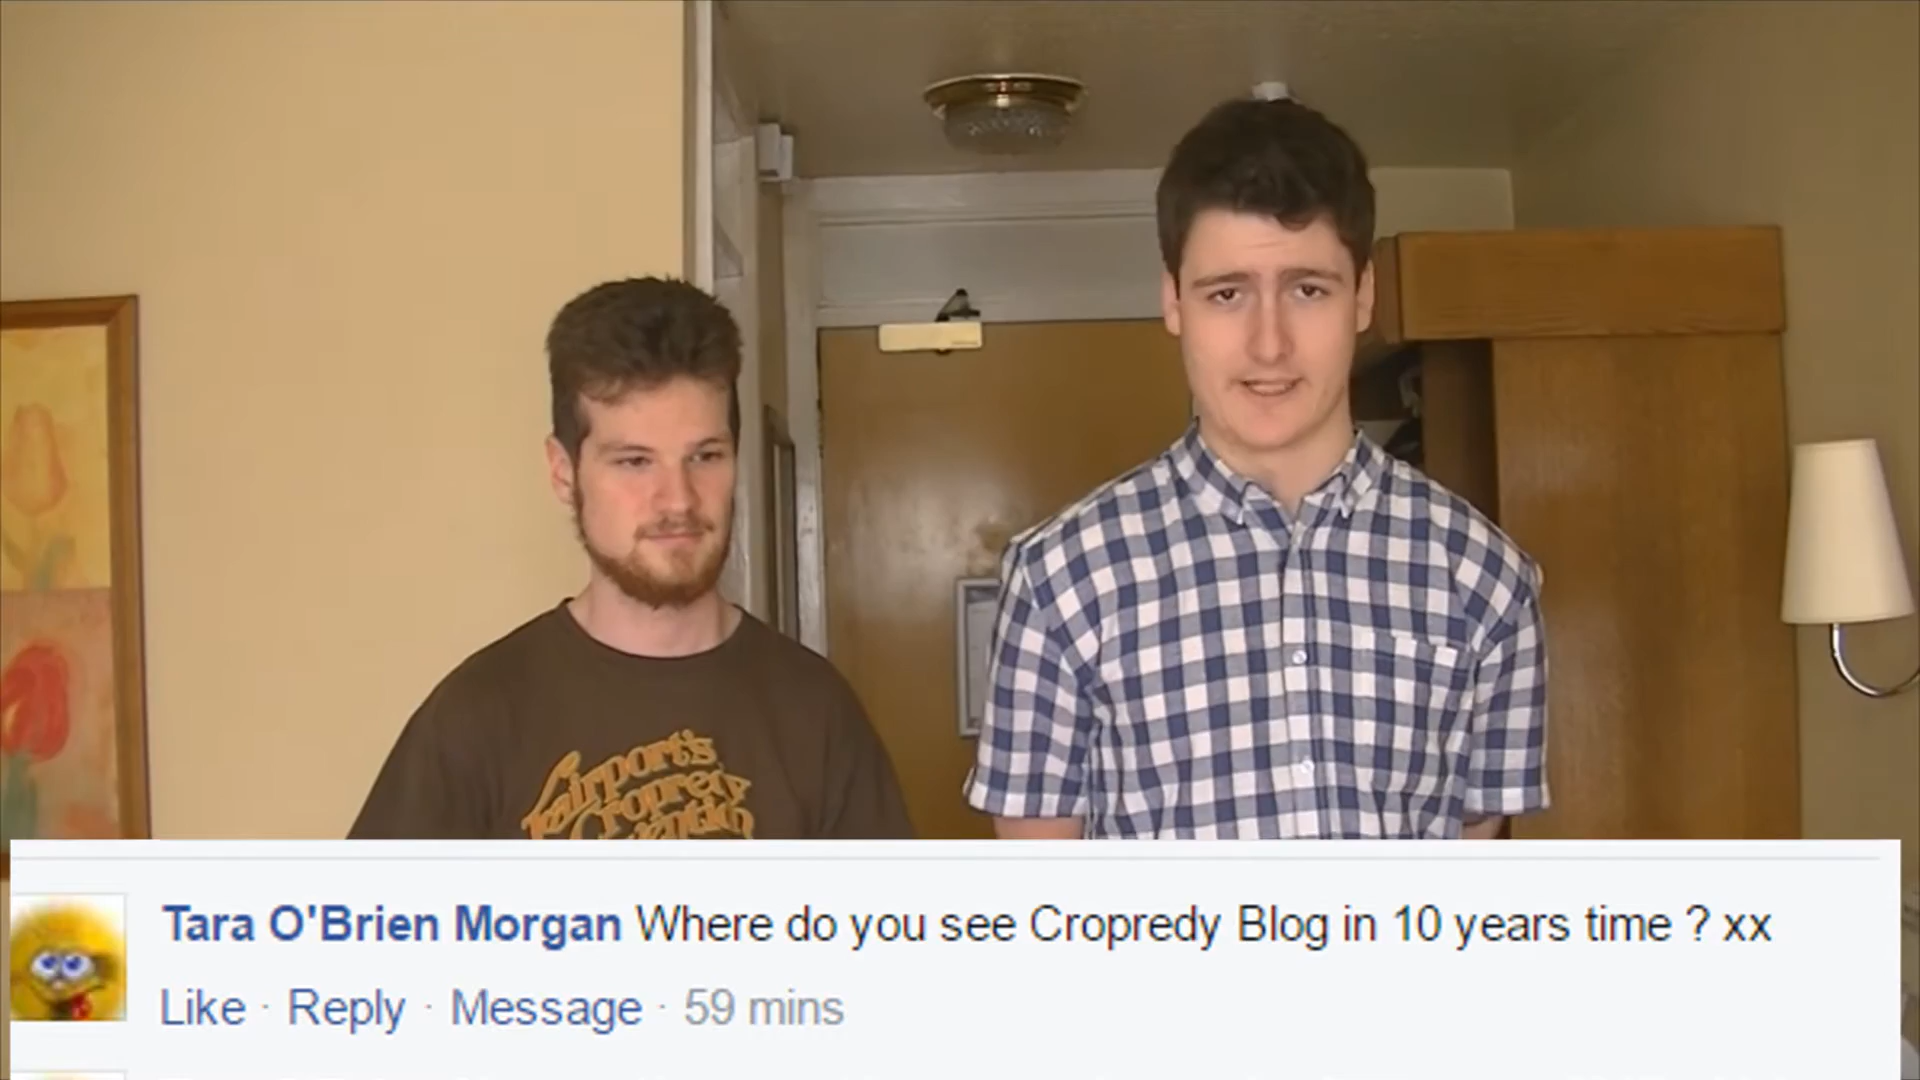 Fairport's
Cropredy
Tara O'Brien Morgan Where do you see Cropredy Blog in 10 years time ? xx
Like · Reply · Message · 59 mins